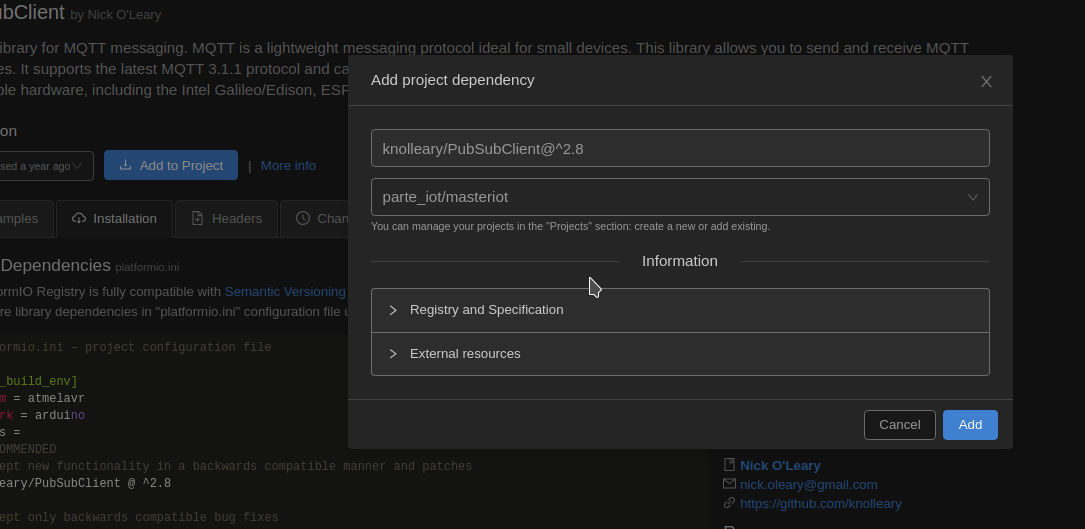 ubClient by Nick O'Leary
ibrary for MQTT messaging. MQTT is a lightweight messaging protocol ideal for small devices. This library allows you to send and receive MQTT
es. It supports the latest MQTT 3.1.1 protocol and ca
ole hardware, including the Intel Galileo/Edison, ESP
on
sed a year ago
Add to Project | More info
amples
Installation
Headers
Chan
Dependencies platformio.ini
ormIO Registry is fully compatible with Semantic Versioning
re library dependencies in "platformio.ini" configuration file u
ormio.ini – project configuration file
_build_env]
m = atmelavr
rk = arduino
s =
OMMENDED
ept new functionality in a backwards compatible manner and patches
eary/PubSubClient @ ^2.8
ept only backwards compatible bug fixes
Add project dependency
knolleary/PubSubClient@^2.8
parte_iot/masteriot
You can manage your projects in the "Projects" section: create a new or add existing.
Information
Registry and Specification
External resources
Cancel
Add
Nick O'Leary
nick.oleary@gmail.com
https://github.com/knolleary